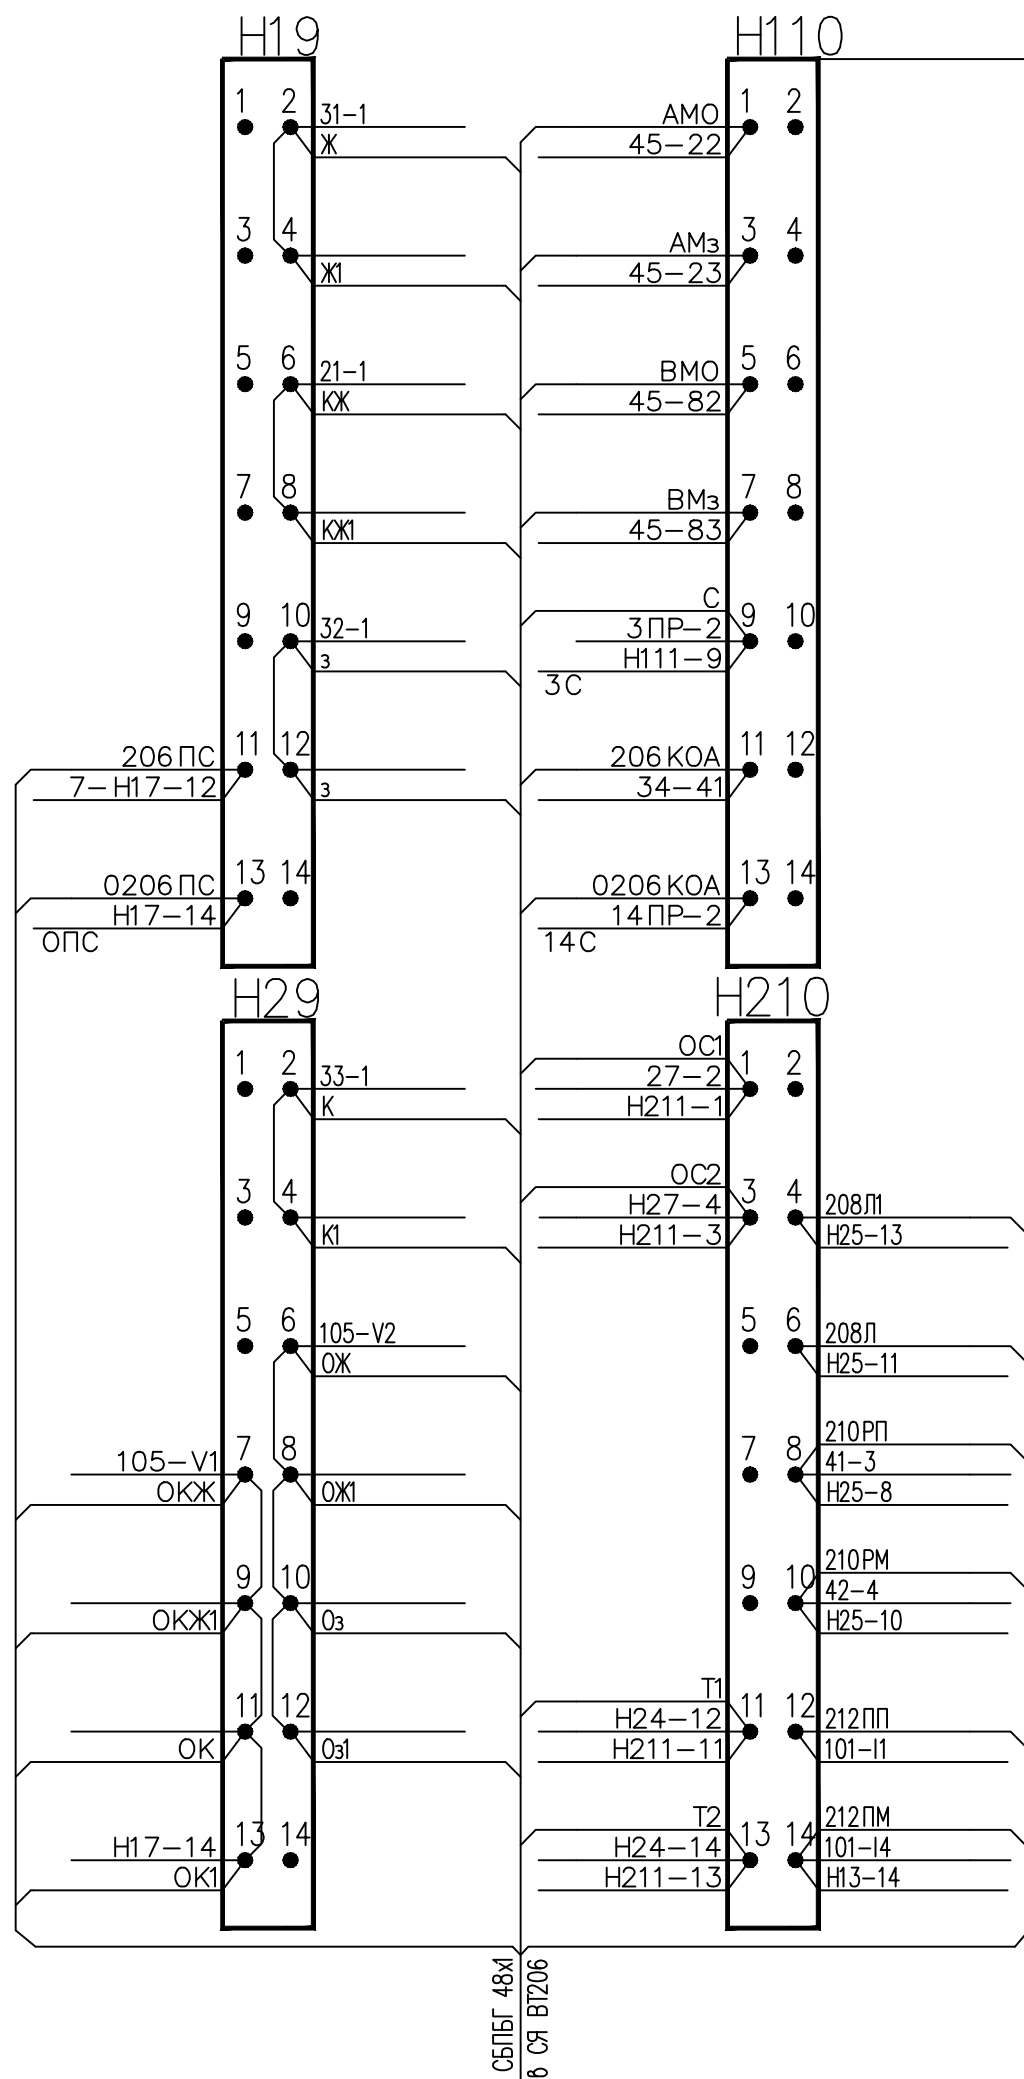 Н19
1 2 31-1
Ж
3 4
Ж1
5 6 21-1
КЖ
7 8
КЖ1
9 10 32-1
з
206ПС 11 12
7-Н17-12 з
0206ПС 13 14
Н17-14
ОПС
Н110
АМО 1 2
45-22
АМз 3 4
45-23
ВМО 5 6
45-82
ВМз 7 8
45-83
С
3ПР-2 9 10
Н111-9
3С
206КОА 11 12
34-41
0206КОА 13 14
14ПР-2
14С
Н29
1 2 33-1
К
3 4
К1
5 6 105-V2
ОЖ
105-V1 7 8
ОКЖ ОЖ1
9 10
ОКЖ1 Оз
11 12
ОК Оз1
Н17-14 13 14
ОК1
Н210
ОС1
27-2 1 2
Н211-1
ОС2
Н27-4 3 4 208Л1
Н211-3 Н25-13
5 6 208Л
Н25-11
210РП
7 8 41-3
Н25-8
210РМ
9 10 42-4
Н25-10
Т1
Н24-12 11 12 212ПП
Н211-11 101-I1
Т2 212ПМ
Н24-14 13 14 101-I4
Н211-13 Н13-14
СБПБГ 48х1
в СЯ ВТ206